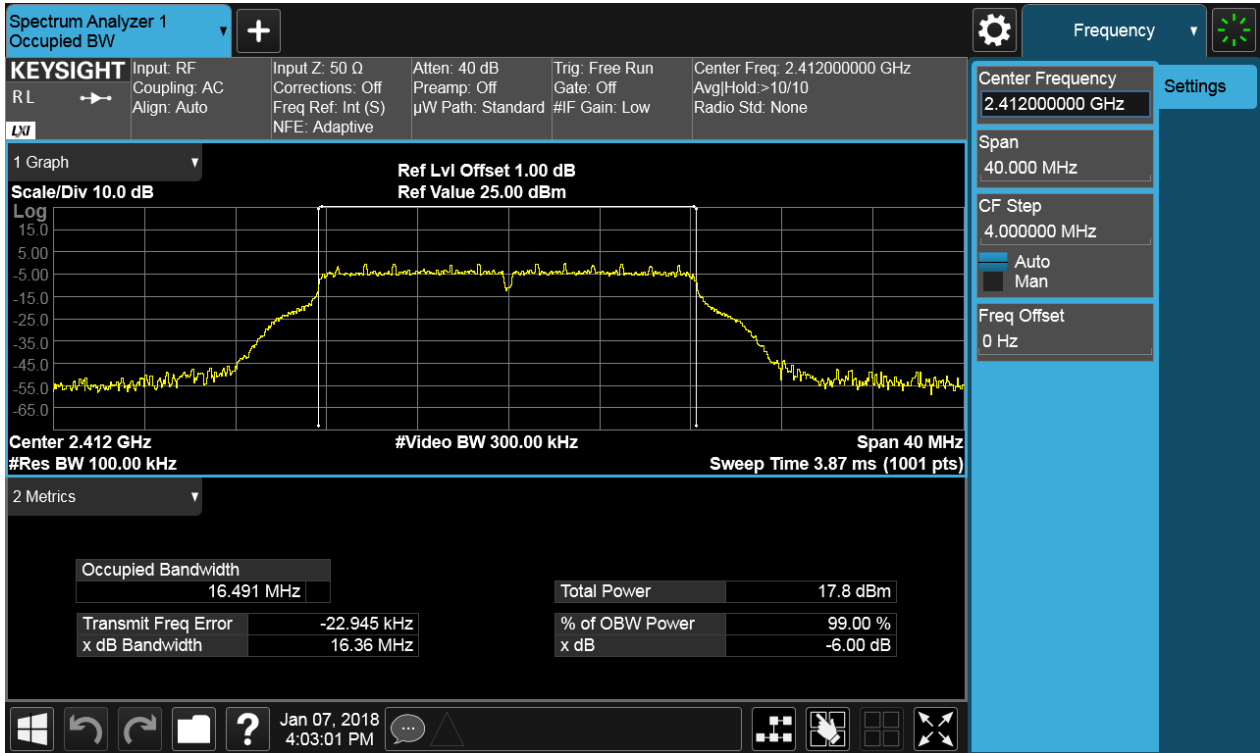 Spectrum Analyzer 1
Occupied BW
+
Frequency
KEYSIGHT
R L
LXI
Input: RF
Coupling: AC
Align: Auto
Input Z: 50 Ω
Corrections: Off
Freq Ref: Int (S)
NFE: Adaptive
Atten: 40 dB
Preamp: Off
µW Path: Standard
Trig: Free Run
Gate: Off
#IF Gain: Low
Center Freq: 2.412000000 GHz
Avg|Hold:>10/10
Radio Std: None
1 Graph
Scale/Div 10.0 dB
Ref Lvl Offset 1.00 dB
Ref Value 25.00 dBm
Log
15.0
5.00
-5.00
-15.0
-25.0
-35.0
-45.0
-55.0
-65.0
Center 2.412 GHz
#Video BW 300.00 kHz
Span 40 MHz
#Res BW 100.00 kHz
Sweep Time 3.87 ms (1001 pts)
2 Metrics
Occupied Bandwidth
16.491 MHz
Transmit Freq Error -22.945 kHz
x dB Bandwidth 16.36 MHz
Total Power 17.8 dBm
% of OBW Power 99.00 %
x dB -6.00 dB
Center Frequency
2.412000000 GHz
Settings
Span
40.000 MHz
CF Step
4.000000 MHz
Auto
Man
Freq Offset
0 Hz
?
Jan 07, 2018
4:03:01 PM